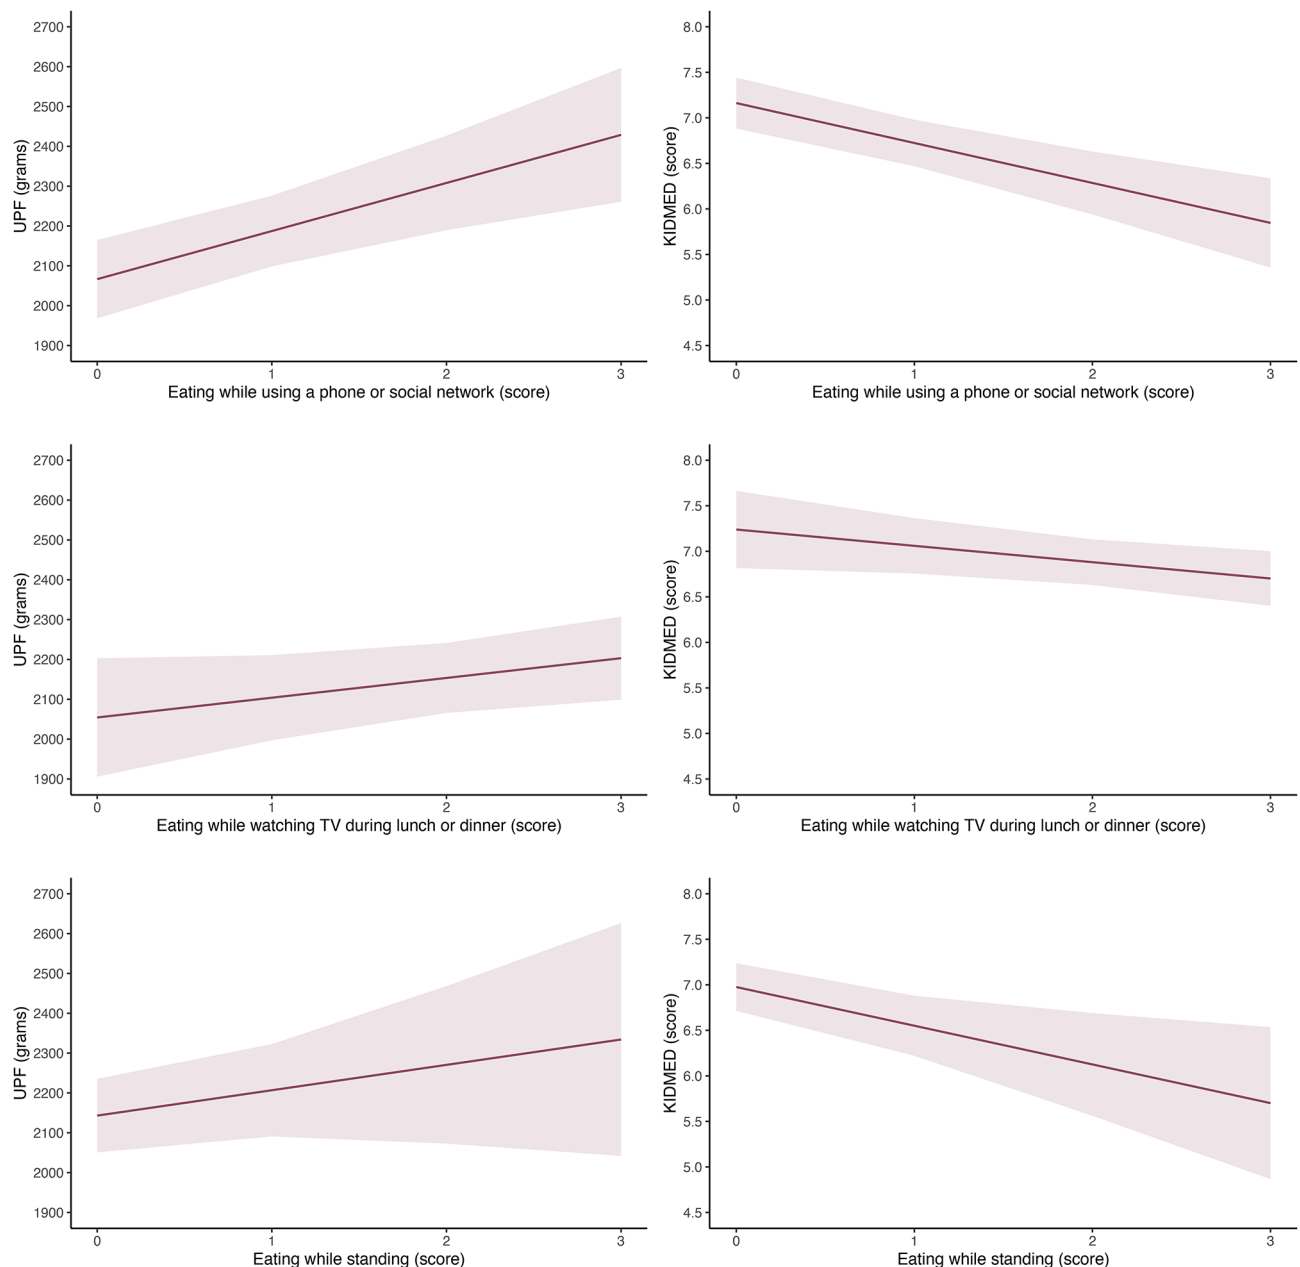 2700
2600
2500
2400
2300
2200
2100
2000
1900
UPF (grams)
0 1 2 3
Eating while using a phone or social network (score)
8.0
7.5
7.0
6.5
6.0
5.5
5.0
4.5
KIDMED (score)
0 1 2 3
Eating while using a phone or social network (score)
2700
2600
2500
2400
2300
2200
2100
2000
1900
UPF (grams)
0 1 2 3
Eating while watching TV during lunch or dinner (score)
8.0
7.5
7.0
6.5
6.0
5.5
5.0
4.5
KIDMED (score)
0 1 2 3
Eating while watching TV during lunch or dinner (score)
2700
2600
2500
2400
2300
2200
2100
2000
1900
UPF (grams)
0 1 2 3
Eating while standing (score)
8.0
7.5
7.0
6.5
6.0
5.5
5.0
4.5
KIDMED (score)
0 1 2 3
Eating while standing (score)